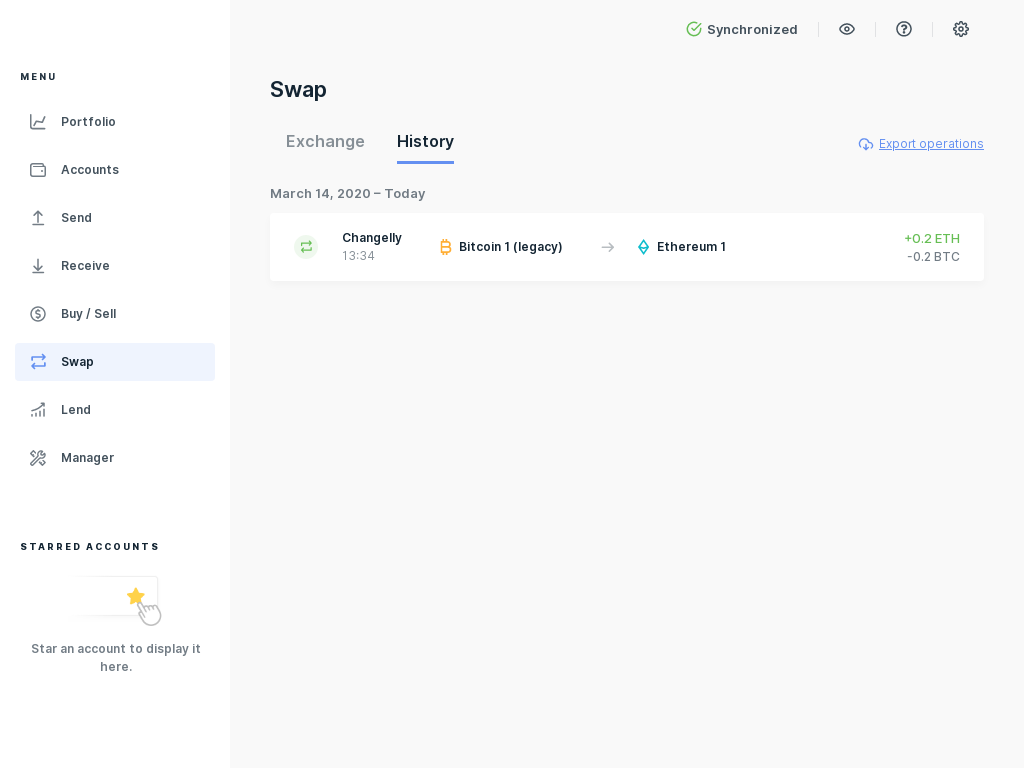 Synchronized
MENU
Portfolio
Accounts
Send
Receive
Buy / Sell
Swap
Lend
Manager
STARRED ACCOUNTS
Star an account to display it
here.
Swap
Exchange
History
Export operations
March 14, 2020 – Today
Changelly
13:34
Bitcoin 1 (legacy)
Ethereum 1
+0.2 ETH
-0.2 BTC